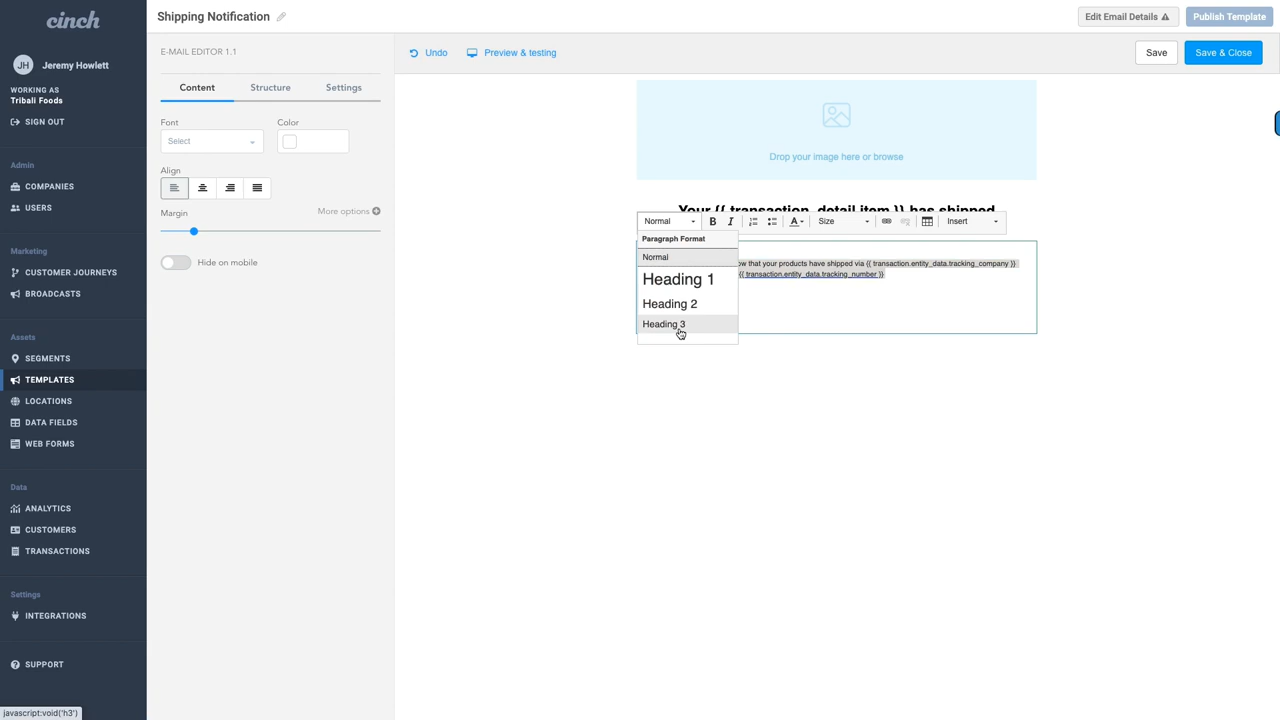 cinch
Shipping Notification
Edit Email Details
Publish Template
JH Jeremy Howlett
WORKING AS
Tribali Foods
SIGN OUT
Admin
COMPANIES
USERS
Marketing
CUSTOMER JOURNEYS
BROADCASTS
Assets
SEGMENTS
TEMPLATES
LOCATIONS
DATA FIELDS
WEB FORMS
Data
ANALYTICS
CUSTOMERS
TRANSACTIONS
Settings
INTEGRATIONS
SUPPORT
javascript:void('h3')
E-MAIL EDITOR 1.1
Content Structure Settings
Font Color
Select
Align
Margin More options
Hide on mobile
Undo Preview & testing
Save Save & Close
Drop your image here or browse
Your {{ transaction_detail.item }} has shipped
Normal B I A Size Insert
Paragraph Format
Normal
Heading 1
Heading 2
Heading 3
ow that your products have shipped via {{ transaction.entity_data.tracking_company }}
{{ transaction.entity_data.tracking_number }}